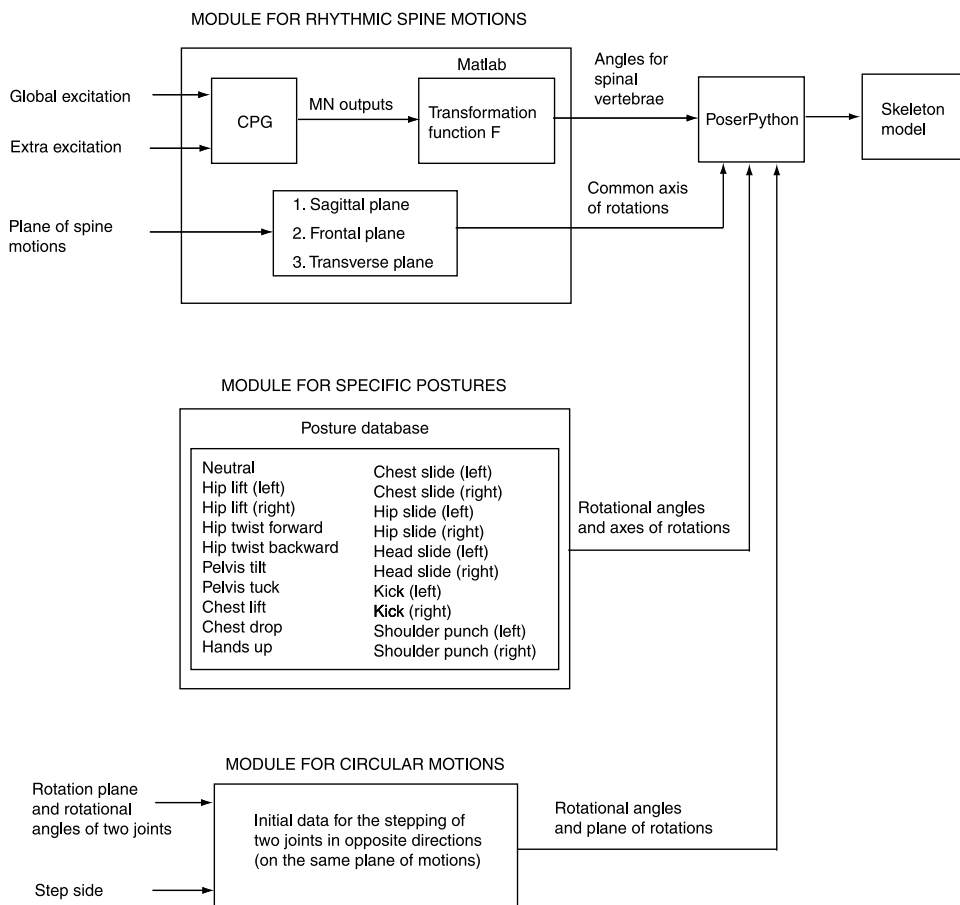 MODULE FOR RHYTHMIC SPINE MOTIONS
Global excitation
Extra excitation
CPG
MN outputs
Matlab
Transformation
function F
Angles for
spinal
vertebrae
PoserPython
Skeleton
model
Plane of spine
motions
1. Sagittal plane
2. Frontal plane
3. Transverse plane
Common axis
of rotations
MODULE FOR SPECIFIC POSTURES
Posture database
Neutral
Hip lift (left)
Hip lift (right)
Hip twist forward
Hip twist backward
Pelvis tilt
Pelvis tuck
Chest lift
Chest drop
Hands up
Chest slide (left)
Chest slide (right)
Hip slide (left)
Hip slide (right)
Head slide (left)
Head slide (right)
Kick (left)
Kick (right)
Shoulder punch (left)
Shoulder punch (right)
Rotational angles
and axes of rotations
MODULE FOR CIRCULAR MOTIONS
Rotation plane
and rotational
angles of two joints
Step side
Initial data for the stepping of
two joints in opposite directions
(on the same plane of motions)
Rotational angles
and plane of rotations